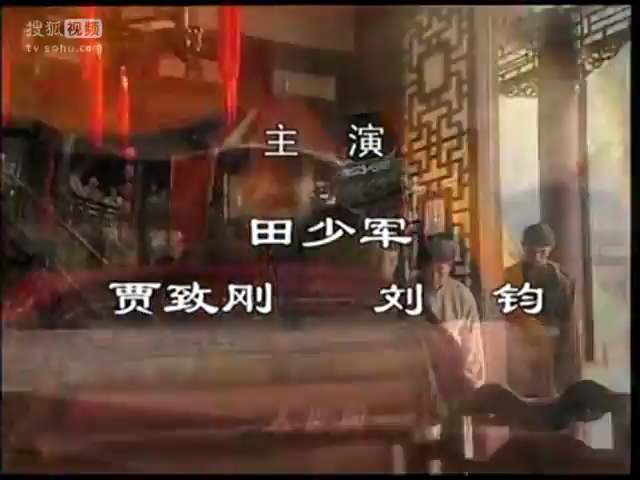 搜狐视频
tv.sohu.com
主 演
田少军
贾致刚 刘 钧